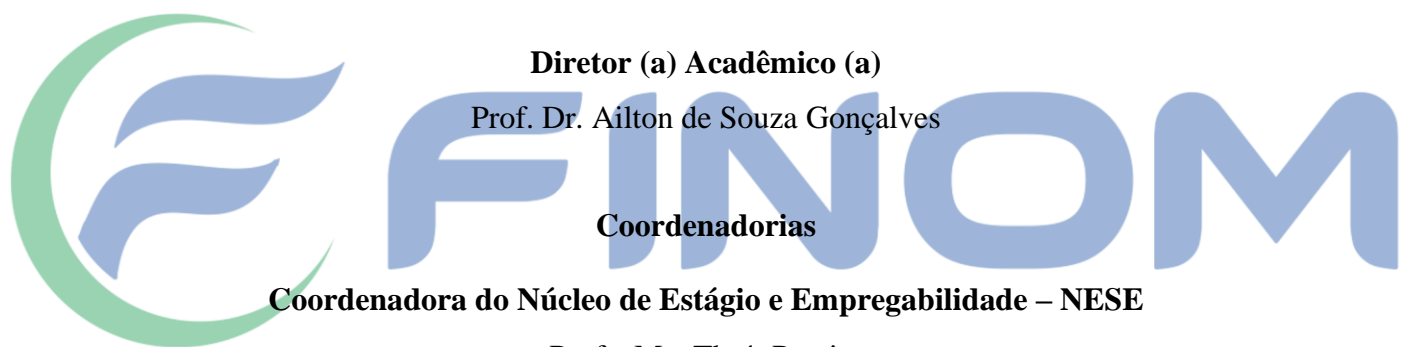 Diretor (a) Acadêmico (a)
Prof. Dr. Ailton de Souza Gonçalves
FINOM
Coordenadorias
Coordenadora do Núcleo de Estágio e Empregabilidade – NESE